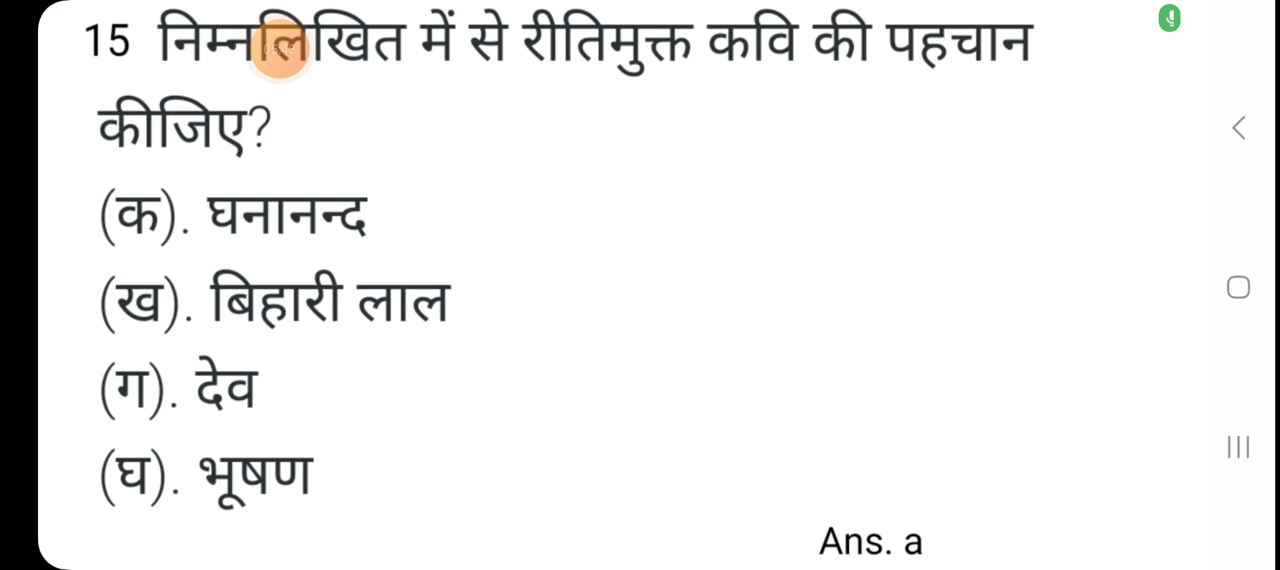 15 निम्नलिखित में से रीतिमुक्त कवि की पहचान
कीजिए?
(क). घनानन्द
(ख). बिहारी लाल
(ग). देव
(घ). भूषण
Ans. a